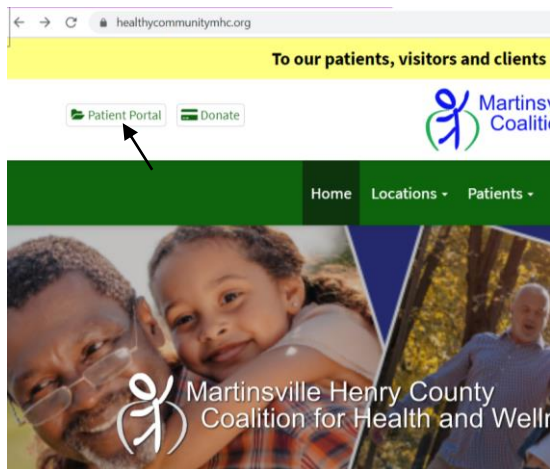 healthycommunitymhc.org
To our patients, visitors and clients
Patient Portal Donate
Martinsv
Coalitio
Home Locations Patients
Martinsville Henry County
Coalition for Health and Welln